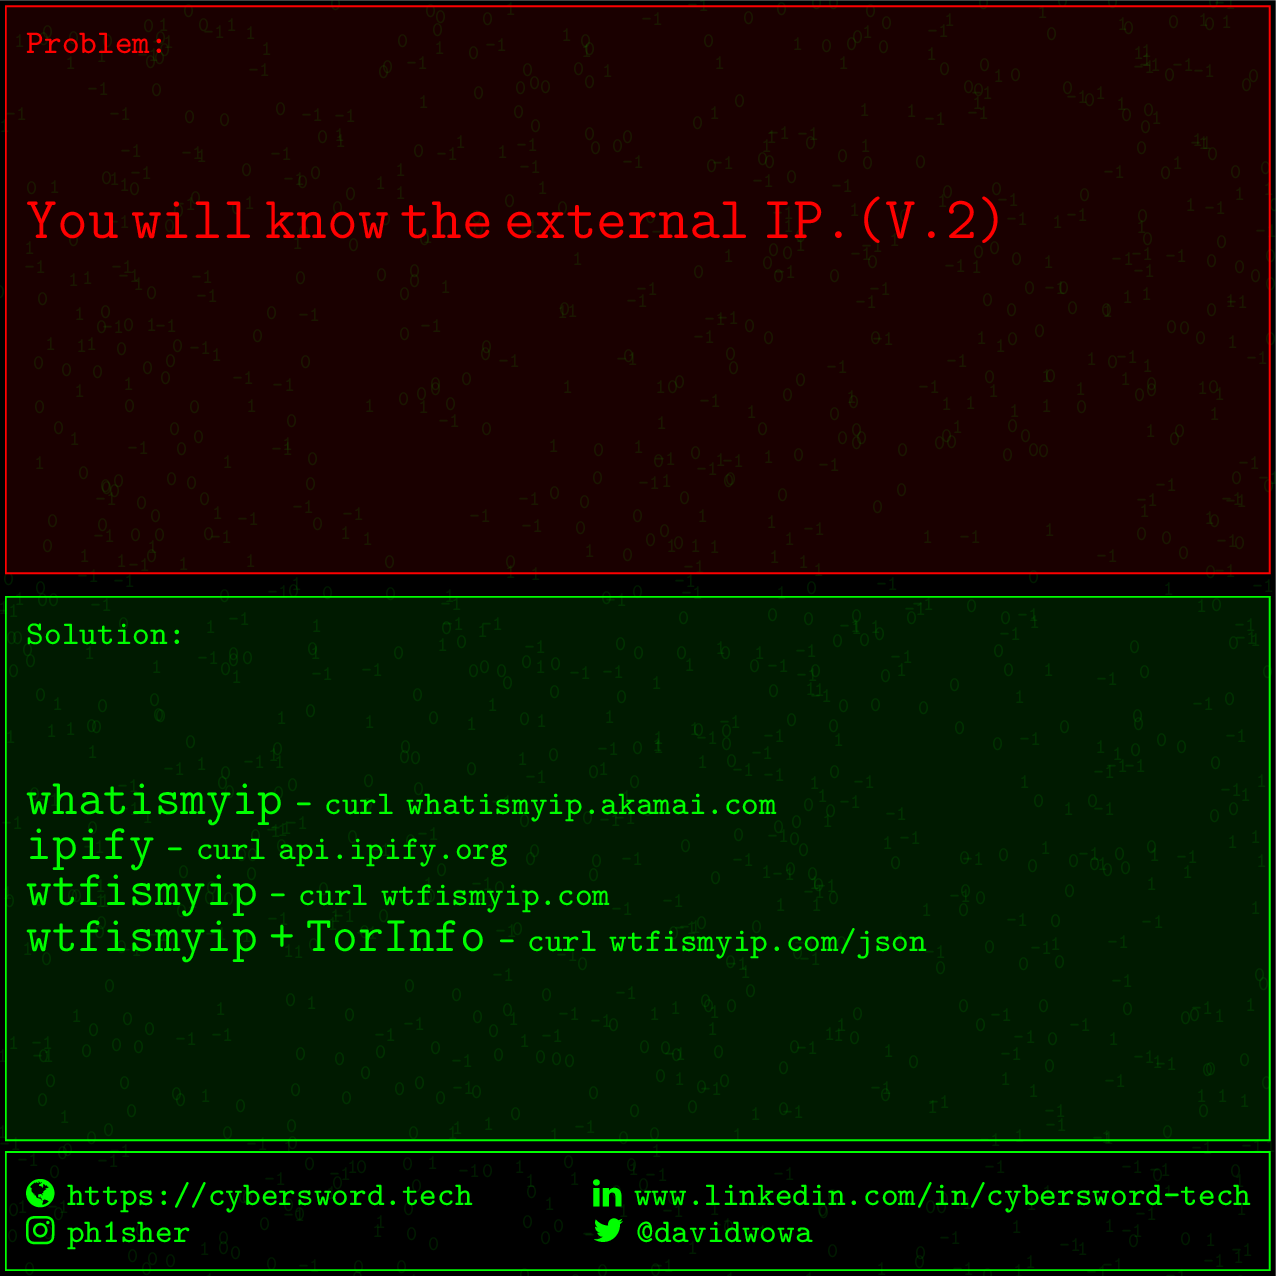 Problem:
You will know the external IP. (V.2)
Solution:
whatismyip - curl whatismyip.akamai.com
ipify - curl api.ipify.org
wtfismyip - curl wtfismyip.com
wtfismyip + TorInfo - curl wtfismyip.com/json
https://cybersword.tech
www.linkedin.com/in/cybersword-tech
ph1sher
@davidwowa